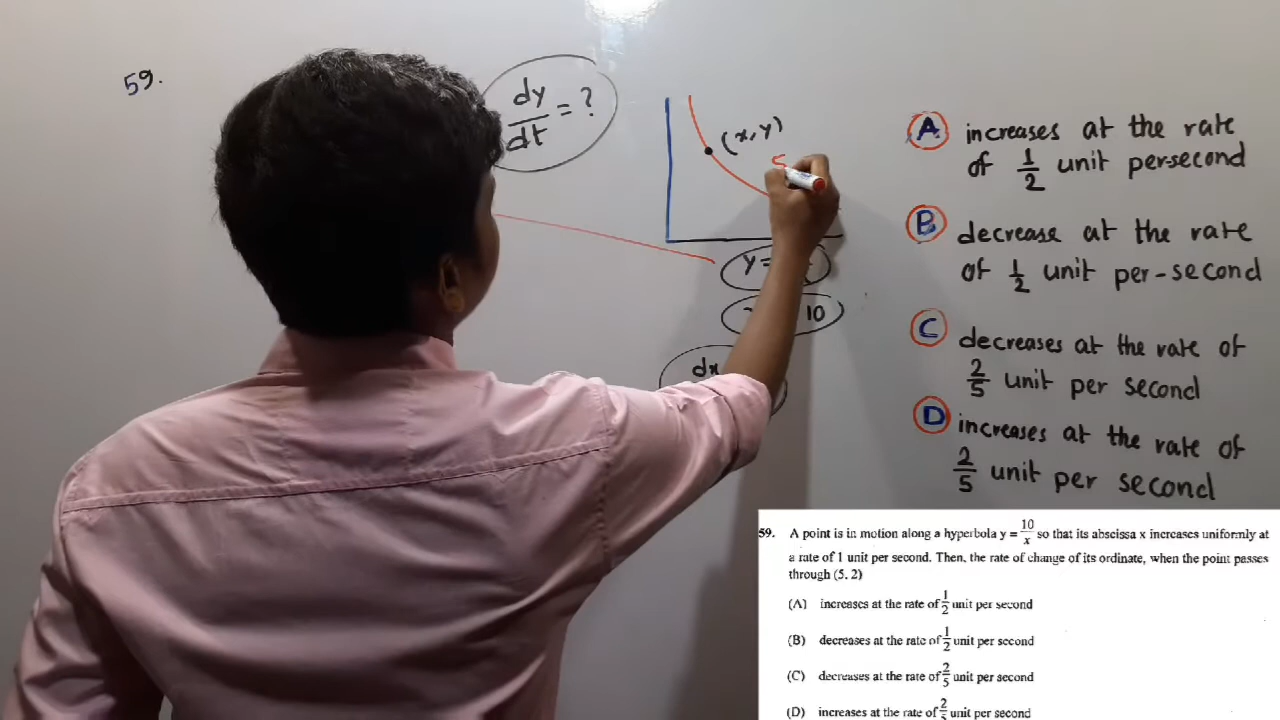 59.
dy/dt = ?
(x, y)
5
y =
10
dx
A increases at the rate
of 1/2 unit per-second
B decrease at the rate
of 1/2 unit per-second
C decreases at the rate of
2/5 unit per second
D increases at the rate of
2/5 unit per second
59. A point is in motion along a hyperbola y = 10/x so that its abscissa x increases uniformly at
a rate of 1 unit per second. Then, the rate of change of its ordinate, when the point passes
through (5, 2)
(A) increases at the rate of 1/2 unit per second
(B) decreases at the rate of 1/2 unit per second
(C) decreases at the rate of 2/5 unit per second
(D) increases at the rate of 2/5 unit per second